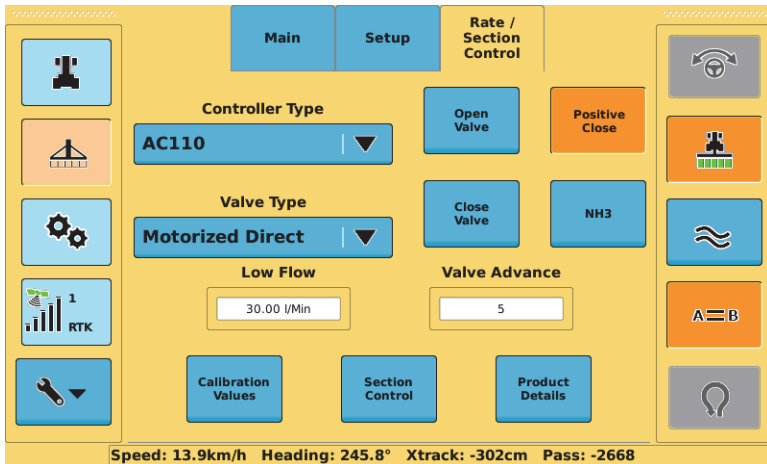 Main
Setup
Rate /
Section
Control
Controller Type
AC110
Open
Valve
Positive
Close
Valve Type
Motorized Direct
Close
Valve
NH3
Low Flow
30.00 l/Min
Valve Advance
5
1
RTK
A B
Calibration
Values
Section
Control
Product
Details
Speed: 13.9km/h Heading: 245.8° Xtrack: -302cm Pass: -2668